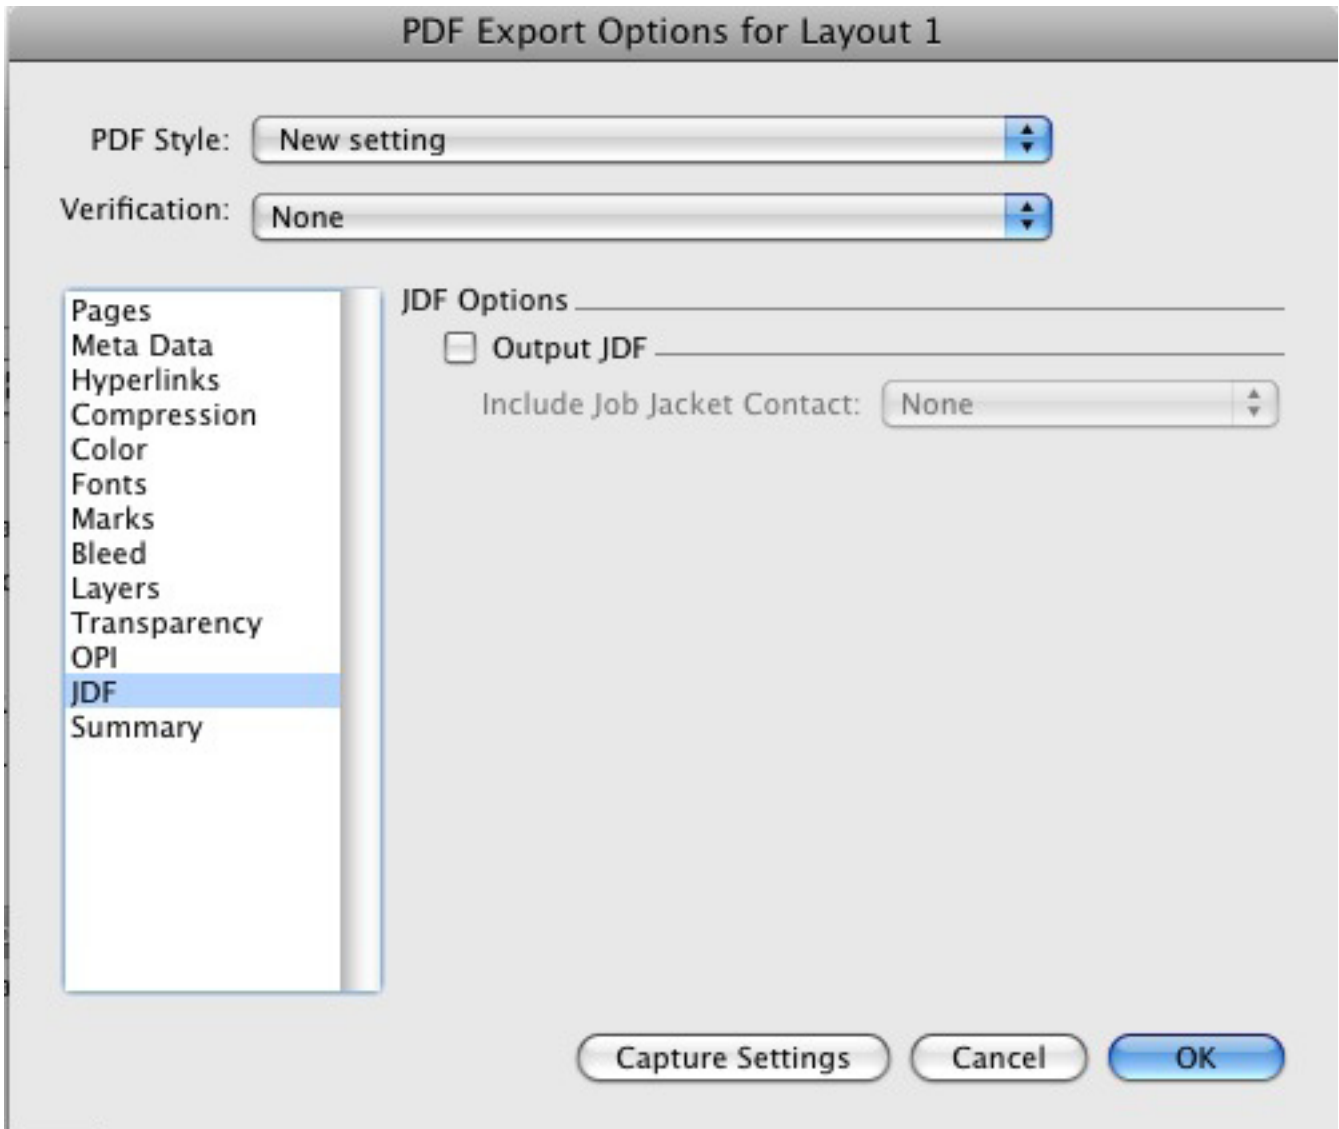 PDF Export Options for Layout 1
PDF Style: New setting
Verification: None
Pages
Meta Data
Hyperlinks
Compression
Color
Fonts
Marks
Bleed
Layers
Transparency
OPI
JDF
Summary
JDF Options
Output JDF
Include Job Jacket Contact: None
Capture Settings
Cancel
OK